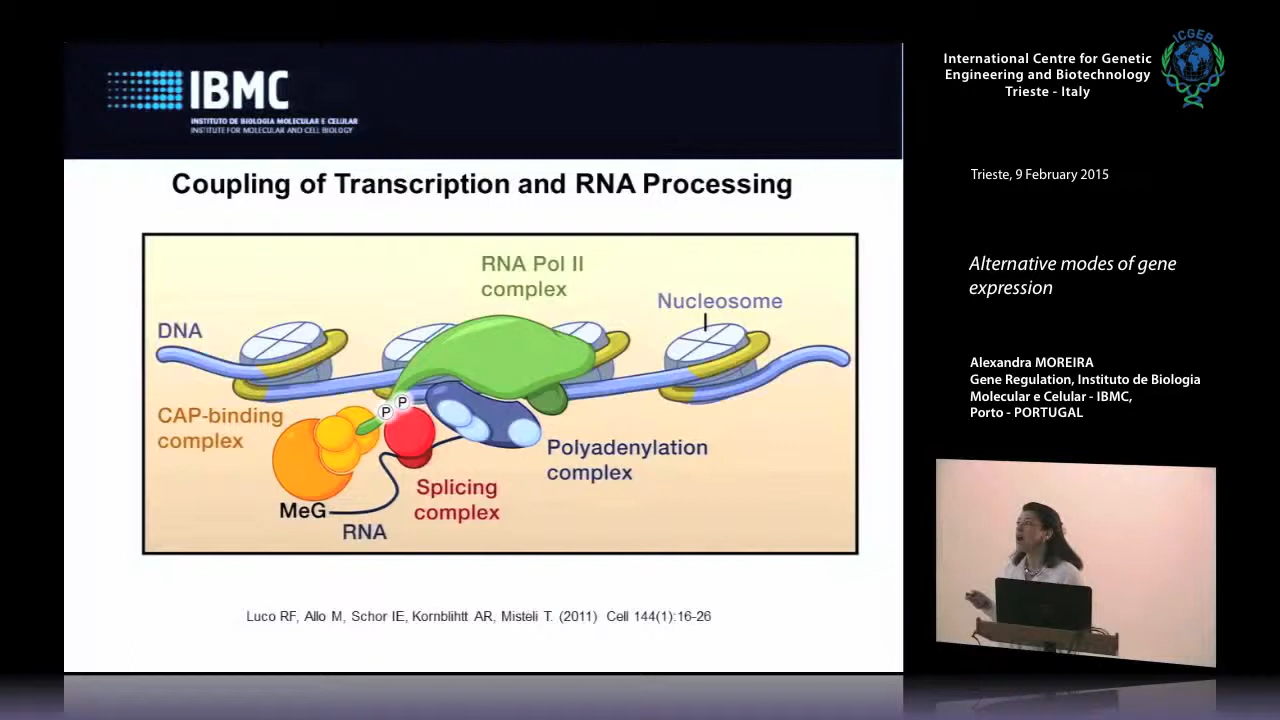 IBMC
INSTITUTO DE BIOLOGIA MOLECULAR E CELULAR
INSTITUTE FOR MOLECULAR AND CELL BIOLOGY
Coupling of Transcription and RNA Processing
RNA Pol II
complex
Nucleosome
DNA
CAP-binding
complex
P
P
Polyadenylation
complex
Splicing
complex
MeG
RNA
Luco RF, Allo M, Schor IE, Kornblihtt AR, Misteli T. (2011) Cell 144(1):16-26
International Centre for Genetic
Engineering and Biotechnology
Trieste - Italy
ICGEB
Trieste, 9 February 2015
Alternative modes of gene
expression
Alexandra MOREIRA
Gene Regulation, Instituto de Biologia
Molecular e Celular - IBMC,
Porto - PORTUGAL